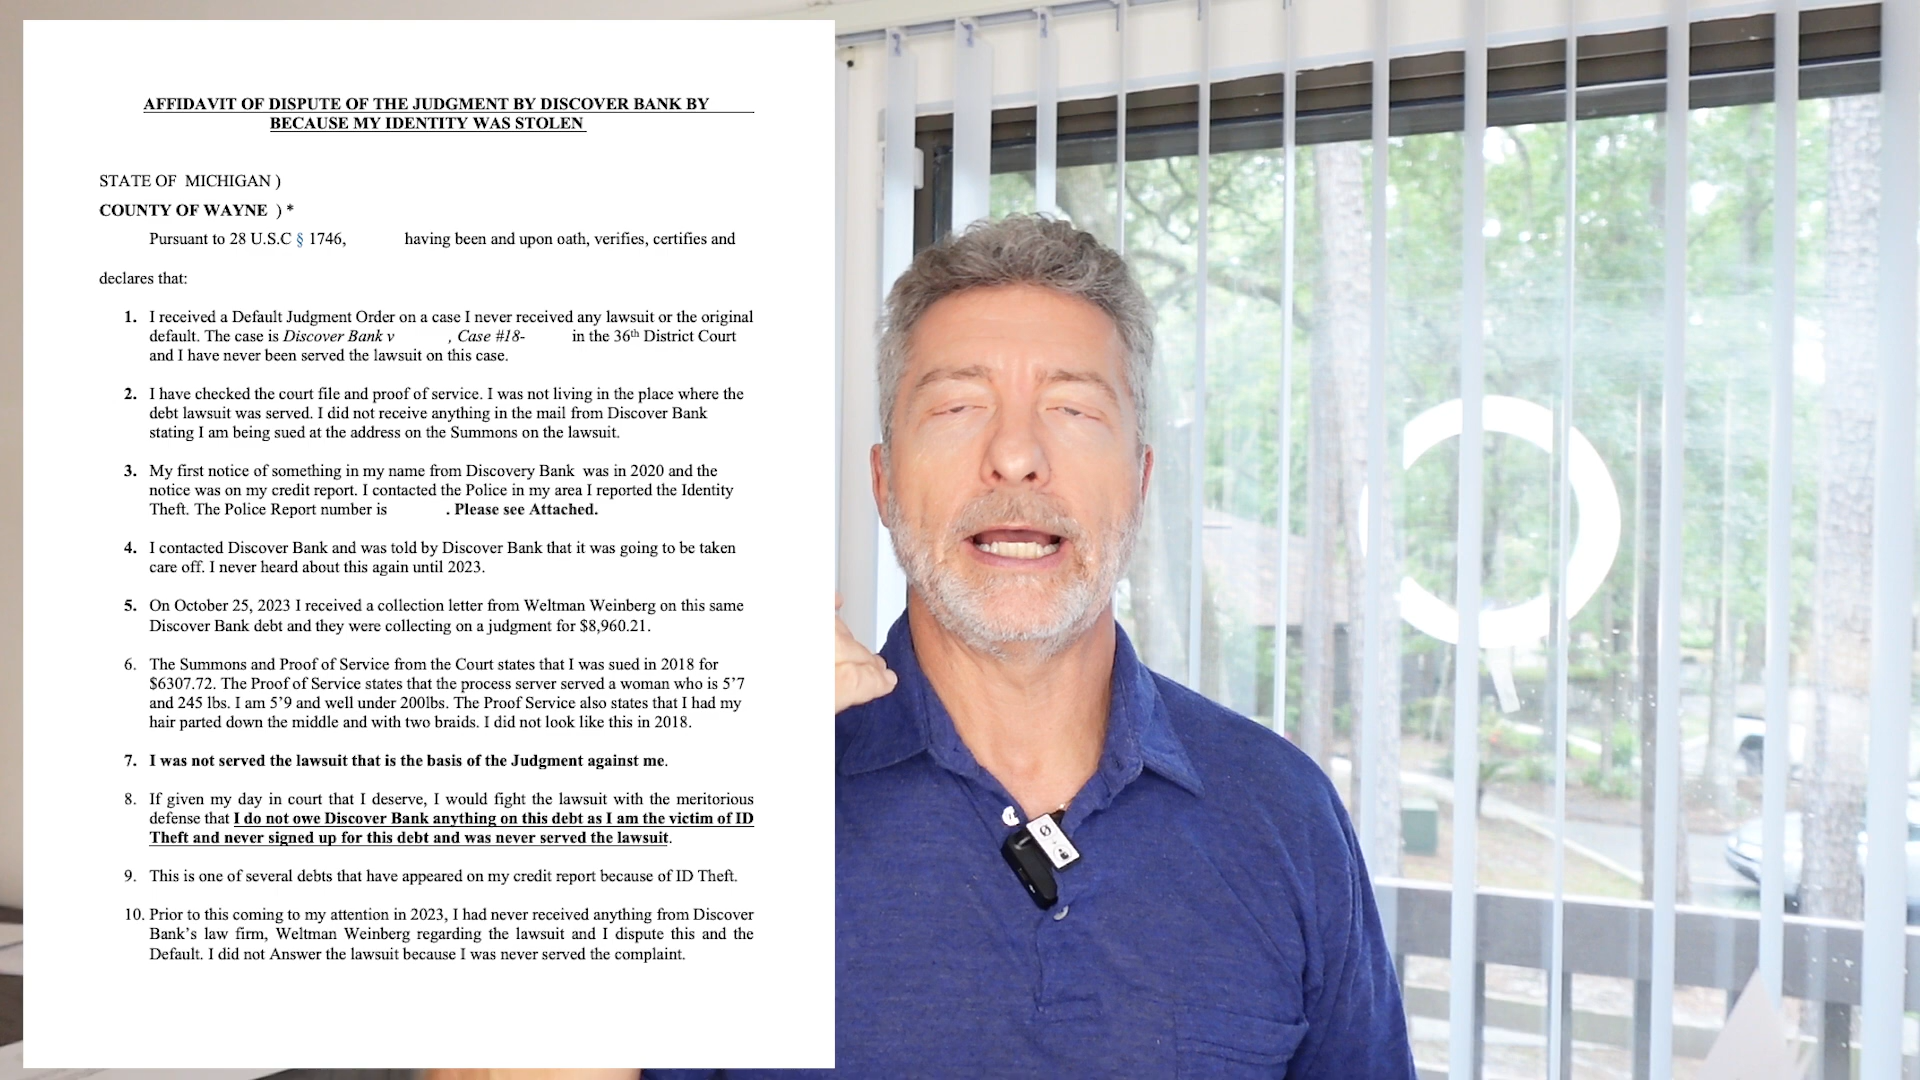 AFFIDAVIT OF DISPUTE OF THE JUDGMENT BY DISCOVER BANK BY
BECAUSE MY IDENTITY WAS STOLEN
STATE OF MICHIGAN )
COUNTY OF WAYNE ) *
Pursuant to 28 U.S.C § 1746, having been and upon oath, verifies, certifies and
declares that:
1. I received a Default Judgment Order on a case I never received any lawsuit or the original
default. The case is Discover Bank v , Case #18- in the 36th District Court
and I have never been served the lawsuit on this case.
2. I have checked the court file and proof of service. I was not living in the place where the
debt lawsuit was served. I did not receive anything in the mail from Discover Bank
stating I am being sued at the address on the Summons on the lawsuit.
3. My first notice of something in my name from Discovery Bank was in 2020 and the
notice was on my credit report. I contacted the Police in my area I reported the Identity
Theft. The Police Report number is . Please see Attached.
4. I contacted Discover Bank and was told by Discover Bank that it was going to be taken
care off. I never heard about this again until 2023.
5. On October 25, 2023 I received a collection letter from Weltman Weinberg on this same
Discover Bank debt and they were collecting on a judgment for $8,960.21.
6. The Summons and Proof of Service from the Court states that I was sued in 2018 for
$6307.72. The Proof of Service states that the process server served a woman who is 5’7
and 245 lbs. I am 5’9 and well under 200lbs. The Proof Service also states that I had my
hair parted down the middle and with two braids. I did not look like this in 2018.
7. I was not served the lawsuit that is the basis of the Judgment against me.
8. If given my day in court that I deserve, I would fight the lawsuit with the meritorious
defense that I do not owe Discover Bank anything on this debt as I am the victim of ID
Theft and never signed up for this debt and was never served the lawsuit.
9. This is one of several debts that have appeared on my credit report because of ID Theft.
10. Prior to this coming to my attention in 2023, I had never received anything from Discover
Bank’s law firm, Weltman Weinberg regarding the lawsuit and I dispute this and the
Default. I did not Answer the lawsuit because I was never served the complaint.